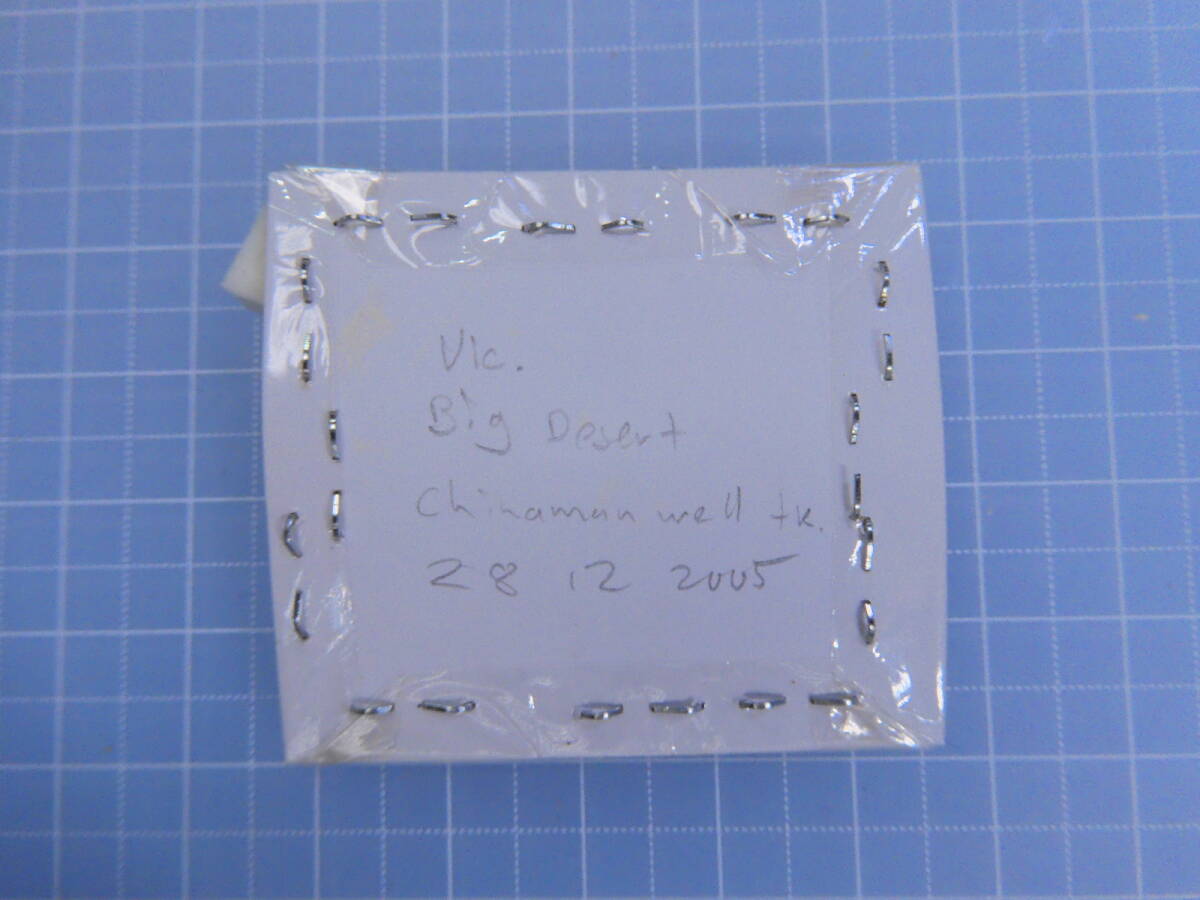 Vic.
Big Desert
Chinaman well tk.
28 12 2005